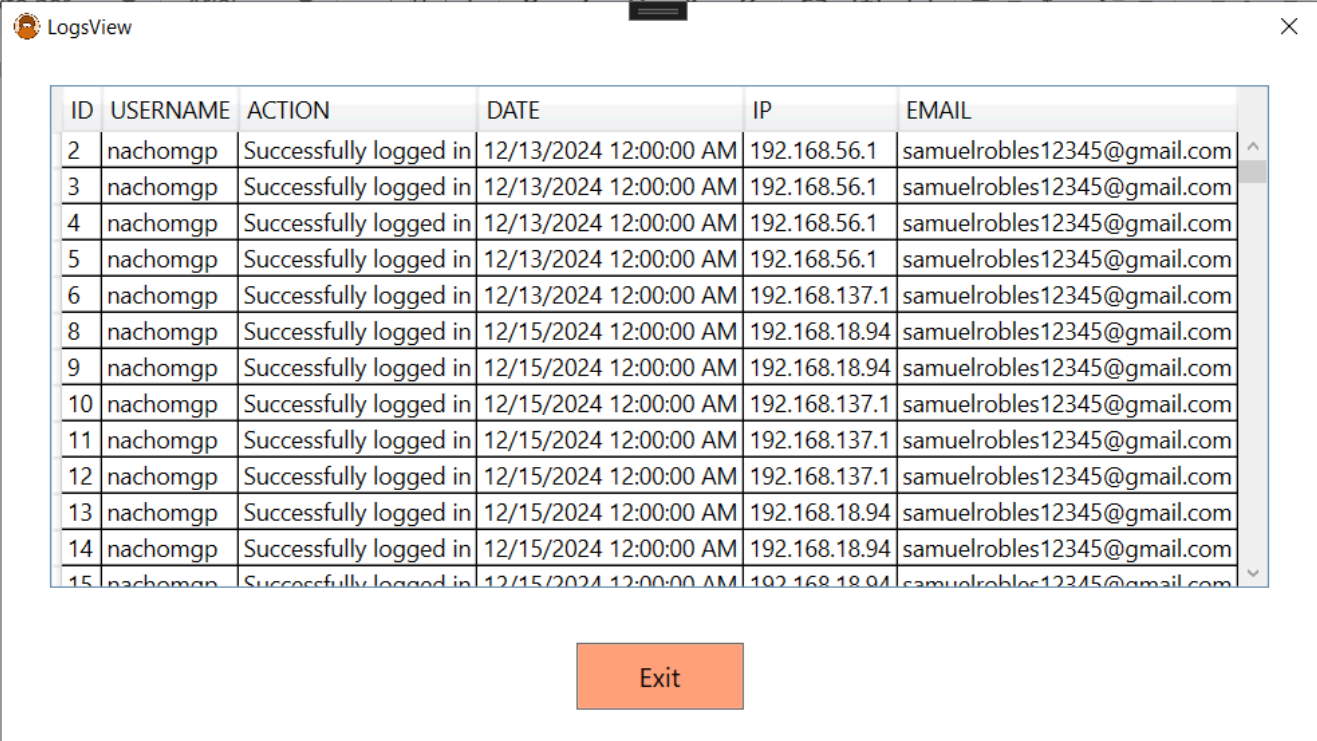 LogsView
ID USERNAME ACTION DATE IP EMAIL
2 nachomgp Successfully logged in 12/13/2024 12:00:00 AM 192.168.56.1 samuelrobles12345@gmail.com
3 nachomgp Successfully logged in 12/13/2024 12:00:00 AM 192.168.56.1 samuelrobles12345@gmail.com
4 nachomgp Successfully logged in 12/13/2024 12:00:00 AM 192.168.56.1 samuelrobles12345@gmail.com
5 nachomgp Successfully logged in 12/13/2024 12:00:00 AM 192.168.56.1 samuelrobles12345@gmail.com
6 nachomgp Successfully logged in 12/13/2024 12:00:00 AM 192.168.137.1 samuelrobles12345@gmail.com
8 nachomgp Successfully logged in 12/15/2024 12:00:00 AM 192.168.18.94 samuelrobles12345@gmail.com
9 nachomgp Successfully logged in 12/15/2024 12:00:00 AM 192.168.18.94 samuelrobles12345@gmail.com
10 nachomgp Successfully logged in 12/15/2024 12:00:00 AM 192.168.137.1 samuelrobles12345@gmail.com
11 nachomgp Successfully logged in 12/15/2024 12:00:00 AM 192.168.137.1 samuelrobles12345@gmail.com
12 nachomgp Successfully logged in 12/15/2024 12:00:00 AM 192.168.137.1 samuelrobles12345@gmail.com
13 nachomgp Successfully logged in 12/15/2024 12:00:00 AM 192.168.18.94 samuelrobles12345@gmail.com
14 nachomgp Successfully logged in 12/15/2024 12:00:00 AM 192.168.18.94 samuelrobles12345@gmail.com
15 nachomgp Successfully logged in 12/15/2024 12:00:00 AM 192.168.18.94 samuelrobles12345@gmail.com
Exit